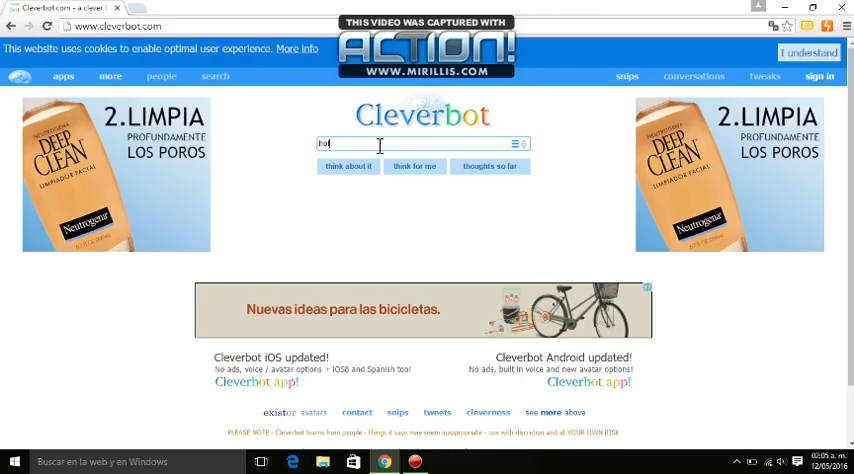 Cleverbot.com - a clever b
THIS VIDEO WAS CAPTURED WITH
ACTION!
WWW.MIRILLIS.COM
www.cleverbot.com
This website uses cookies to enable optimal user experience. More info
I understand
apps more people search snips conversations tweaks sign in
2.LIMPIA
PROFUNDAMENTE
LOS POROS
NEUTROGENA
DEEP
CLEAN
LIMPIADOR FACIAL
Neutrogena
Cleverbot
hol
think about it think for me thoughts so far
2.LIMPIA
PROFUNDAMENTE
LOS POROS
NEUTROGENA
DEEP
CLEAN
LIMPIADOR FACIAL
Neutrogena
Nuevas ideas para las bicicletas.
Cleverbot iOS updated!
No ads, voice / avatar options + iOS8 and Spanish too!
Cleverbot app!
Cleverbot Android updated!
No ads, built in voice and new avatar options!
Cleverbot app!
existor avatars contact snips tweets cleverness see more above
PLEASE NOTE - Cleverbot learns from people - things it says may seem inappropriate - use with discretion and at YOUR OWN RISK
Buscar en la web y en Windows
02:05 a. m.
12/05/2016